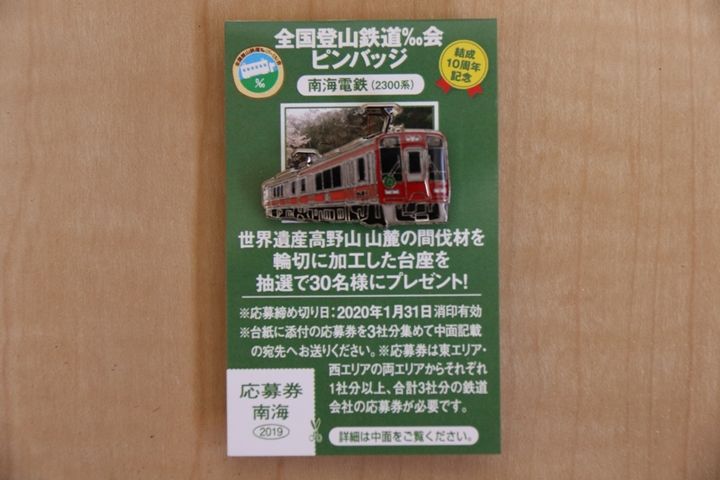 全国登山鉄道‰会
ピンバッジ
結成
10周年
記念
‰
南海電鉄(2300系)
世界遺産高野山 山麓の間伐材を
輪切に加工した台座を
抽選で30名様にプレゼント!
※応募締め切り日:2020年1月31日 消印有効
※台紙に添付の応募券を3社分集めて中面記載
の宛先へお送りください。※応募券は東エリア・
西エリアの両エリアからそれぞれ
1社分以上、合計3社分の鉄道
会社の応募券が必要です。
応募券
南海
2019
詳細は中面をご覧ください。